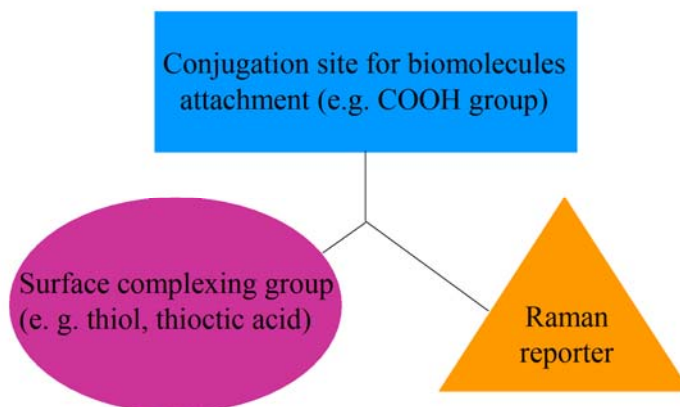 Conjugation site for biomolecules
attachment (e.g. COOH group)
Surface complexing group
(e. g. thiol, thioctic acid)
Raman
reporter